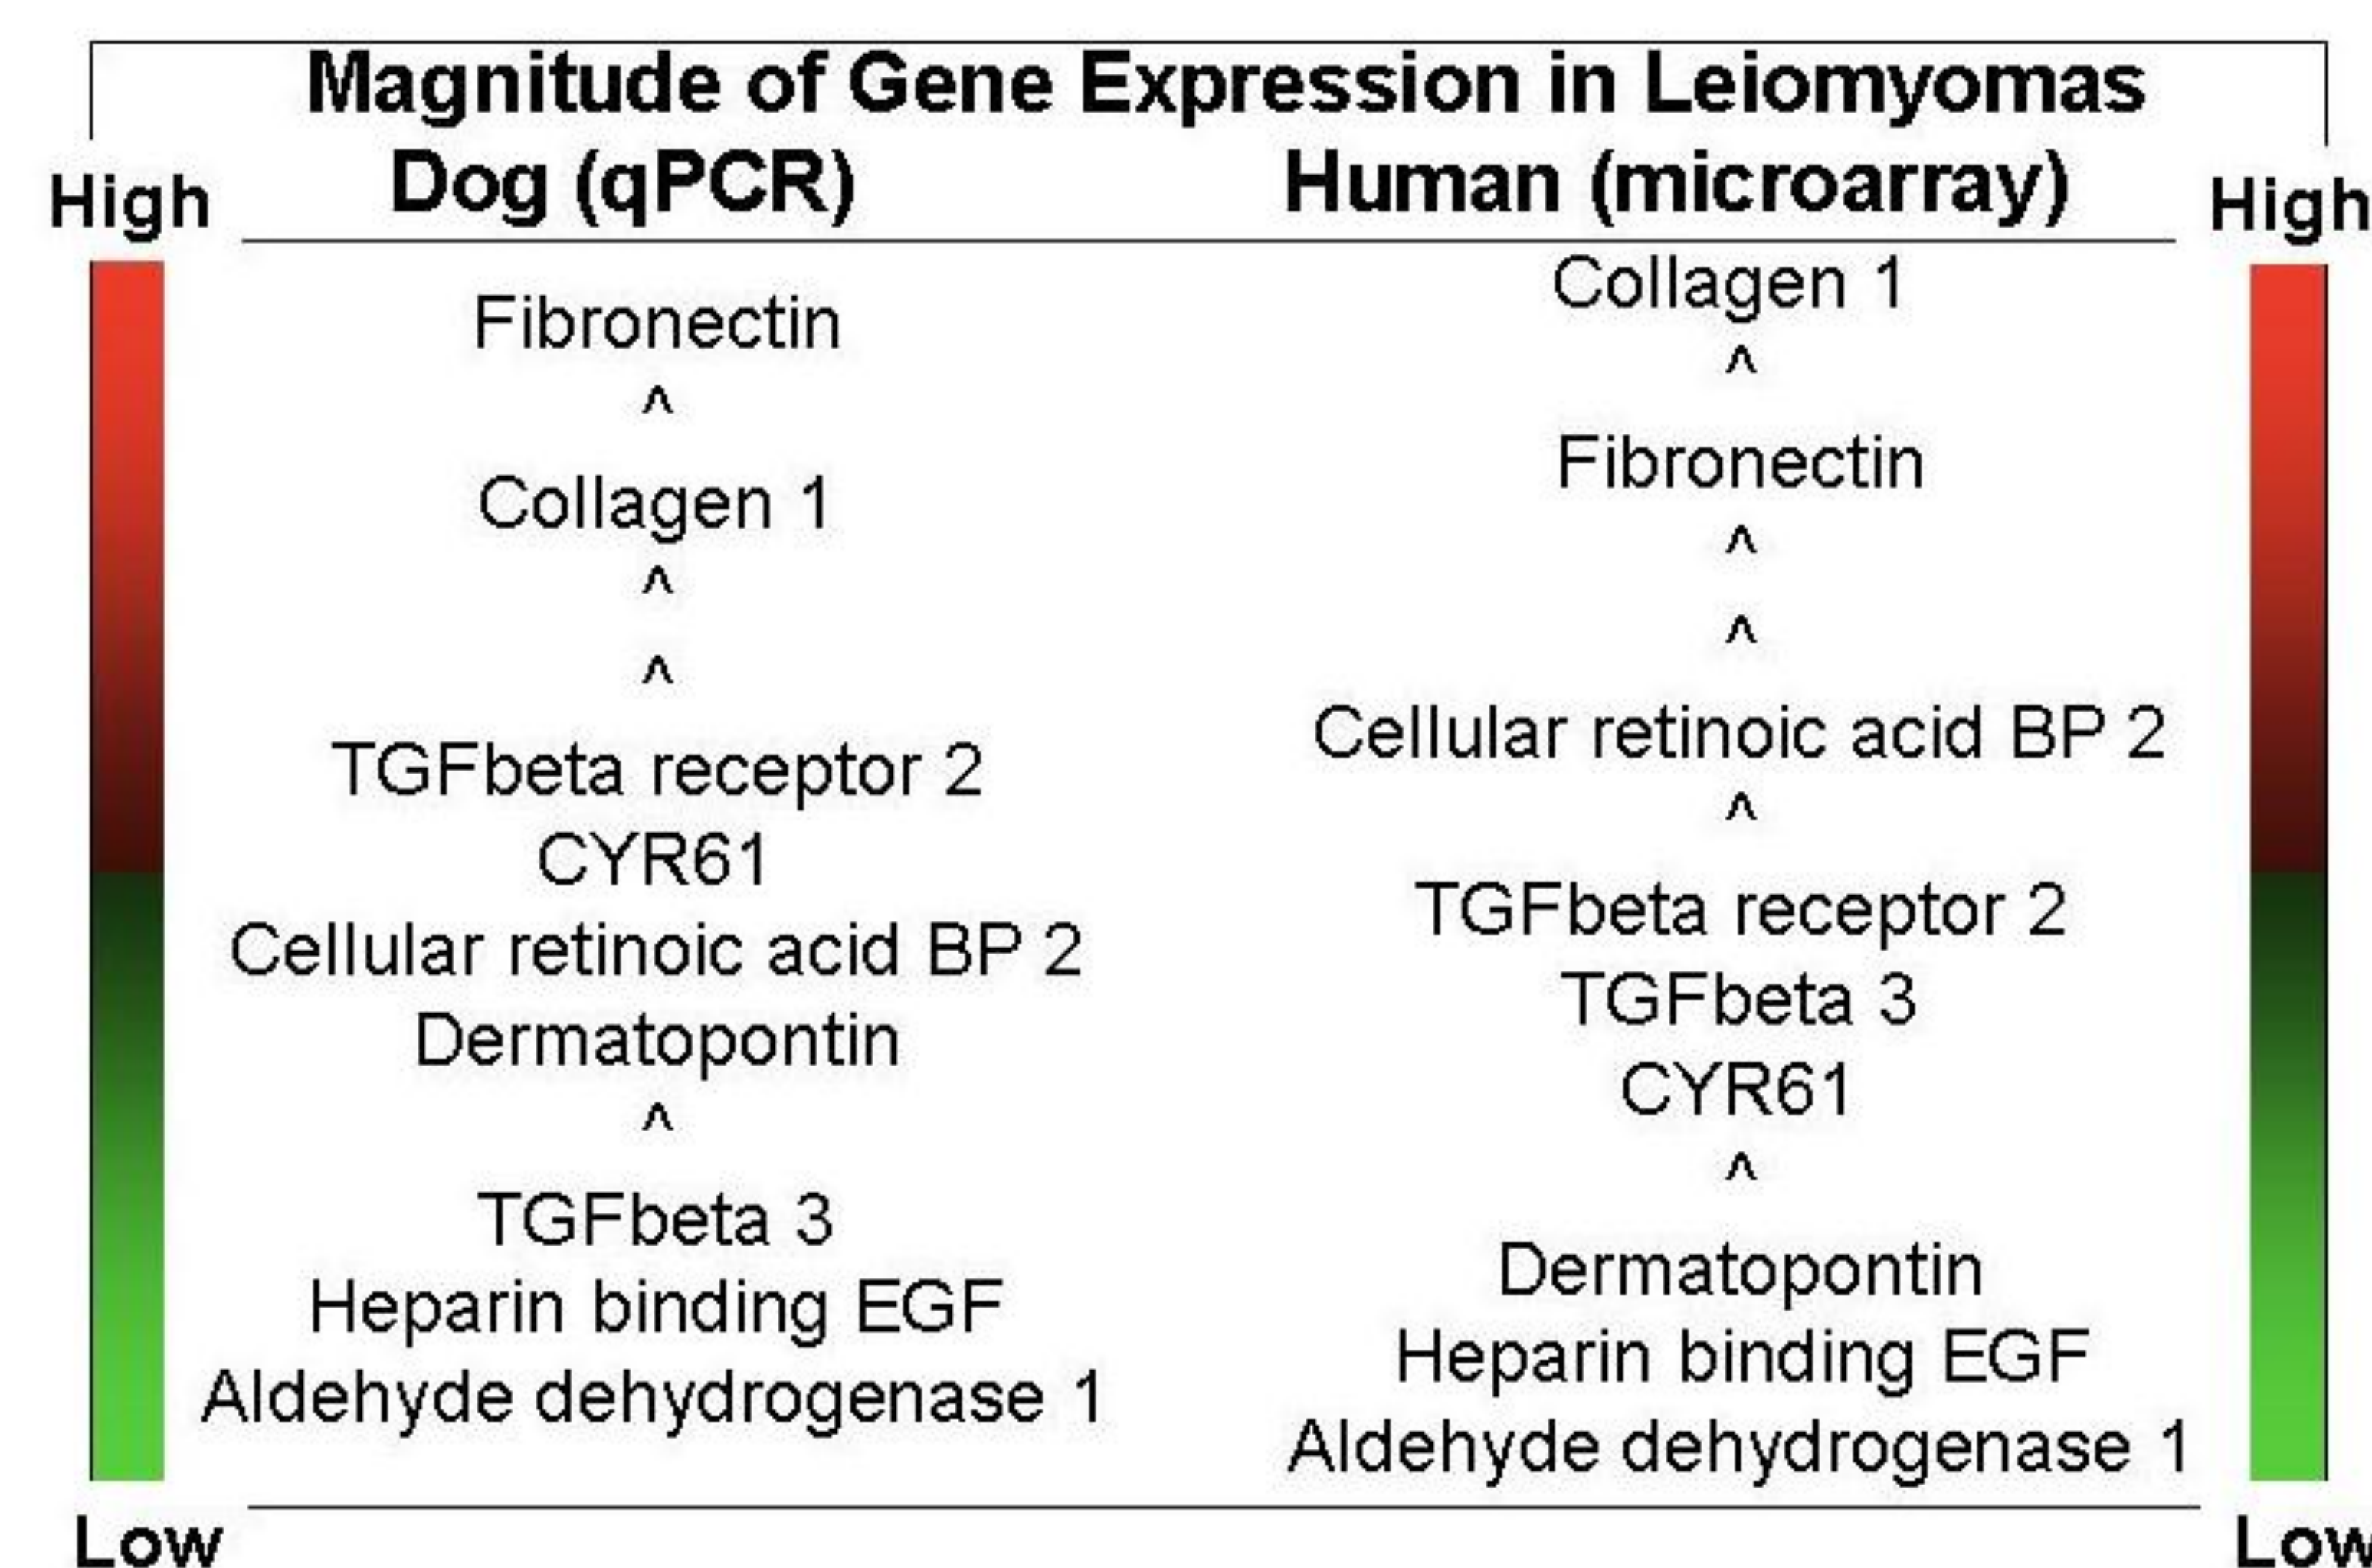 Magnitude of Gene Expression in Leiomyomas
Dog (qPCR)
Human (microarray)
High
High
Fibronectin
^
Collagen 1
^
^
TGFbeta receptor 2
CYR61
Cellular retinoic acid BP 2
Dermatopontin
^
TGFbeta 3
Heparin binding EGF
Aldehyde dehydrogenase 1
Collagen 1
^
Fibronectin
^
^
Cellular retinoic acid BP 2
^
TGFbeta receptor 2
TGFbeta 3
CYR61
^
Dermatopontin
Heparin binding EGF
Aldehyde dehydrogenase 1
Low
Low